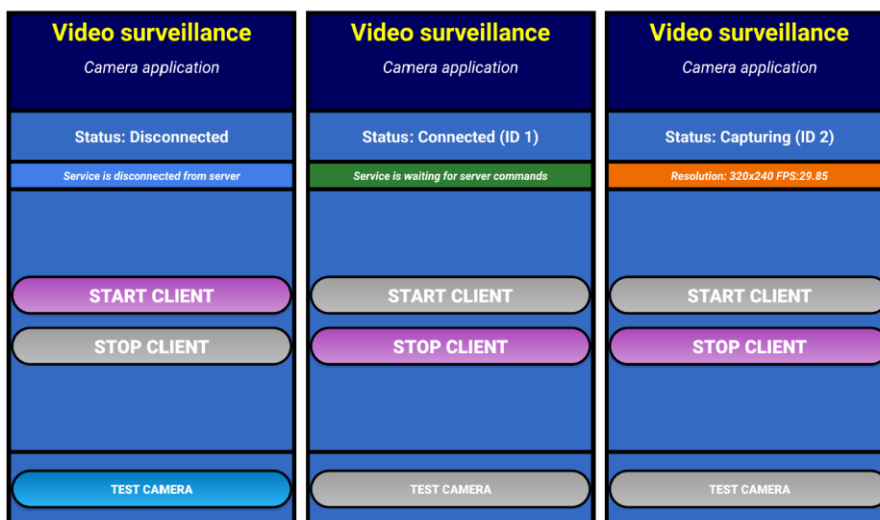 Video surveillance
Camera application
Status: Disconnected
Service is disconnected from server
START CLIENT
STOP CLIENT
TEST CAMERA
Video surveillance
Camera application
Status: Connected (ID 1)
Service is waiting for server commands
START CLIENT
STOP CLIENT
TEST CAMERA
Video surveillance
Camera application
Status: Capturing (ID 2)
Resolution: 320x240 FPS:29.85
START CLIENT
STOP CLIENT
TEST CAMERA